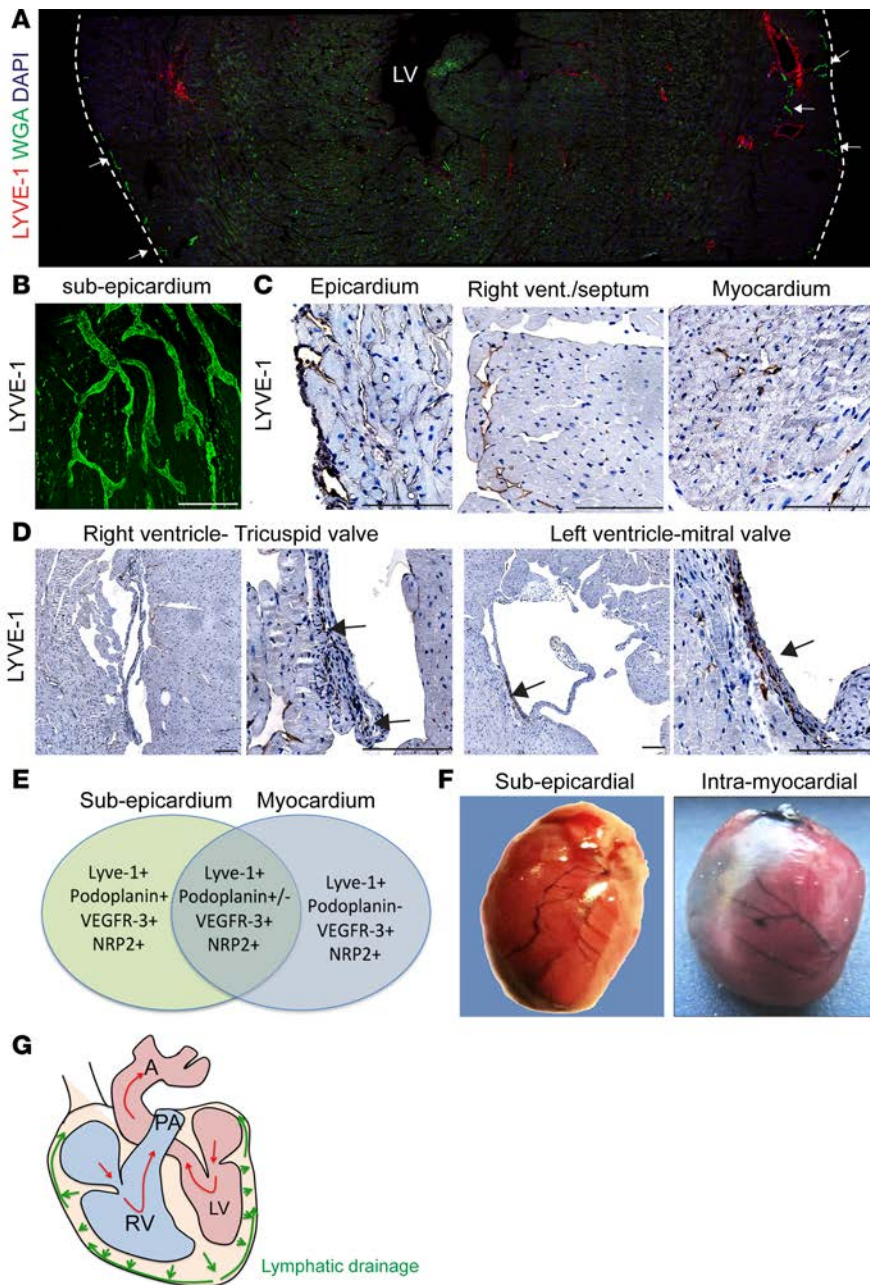 A
LYVE-1 WGA DAPI
LV
B
sub-epicardium
LYVE-1
C
Epicardium
Right vent./septum
Myocardium
LYVE-1
D
Right ventricle- Tricuspid valve
Left ventricle-mitral valve
LYVE-1
E
Sub-epicardium
Myocardium
Lyve-1+
Podoplanin+
VEGFR-3+
NRP2+
Lyve-1+
Podoplanin+/-
VEGFR-3+
NRP2+
Lyve-1+
Podoplanin-
VEGFR-3+
NRP2+
F
Sub-epicardial
Intra-myocardial
G
A
PA
RV
LV
Lymphatic drainage